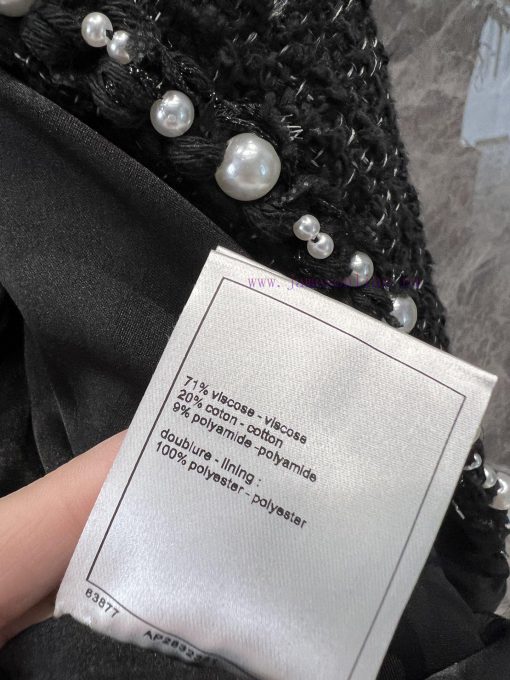 71% viscose - viscose
20% coton - cotton
9% polyamide -polyamide
doublure - lining :
100% polyester - polyester
63877